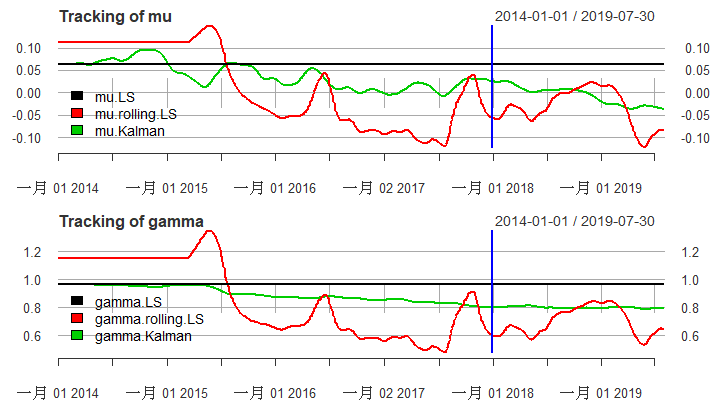 Tracking of mu 2014-01-01 / 2019-07-30
0.10 0.10
0.05 0.05
0.00 0.00
-0.05 -0.05
-0.10 -0.10
mu.LS
mu.rolling.LS
mu.Kalman
一月 01 2014 一月 01 2015 一月 01 2016 一月 02 2017 一月 01 2018 一月 01 2019
Tracking of gamma 2014-01-01 / 2019-07-30
1.2 1.2
1.0 1.0
0.8 0.8
0.6 0.6
gamma.LS
gamma.rolling.LS
gamma.Kalman
一月 01 2014 一月 01 2015 一月 01 2016 一月 02 2017 一月 01 2018 一月 01 2019